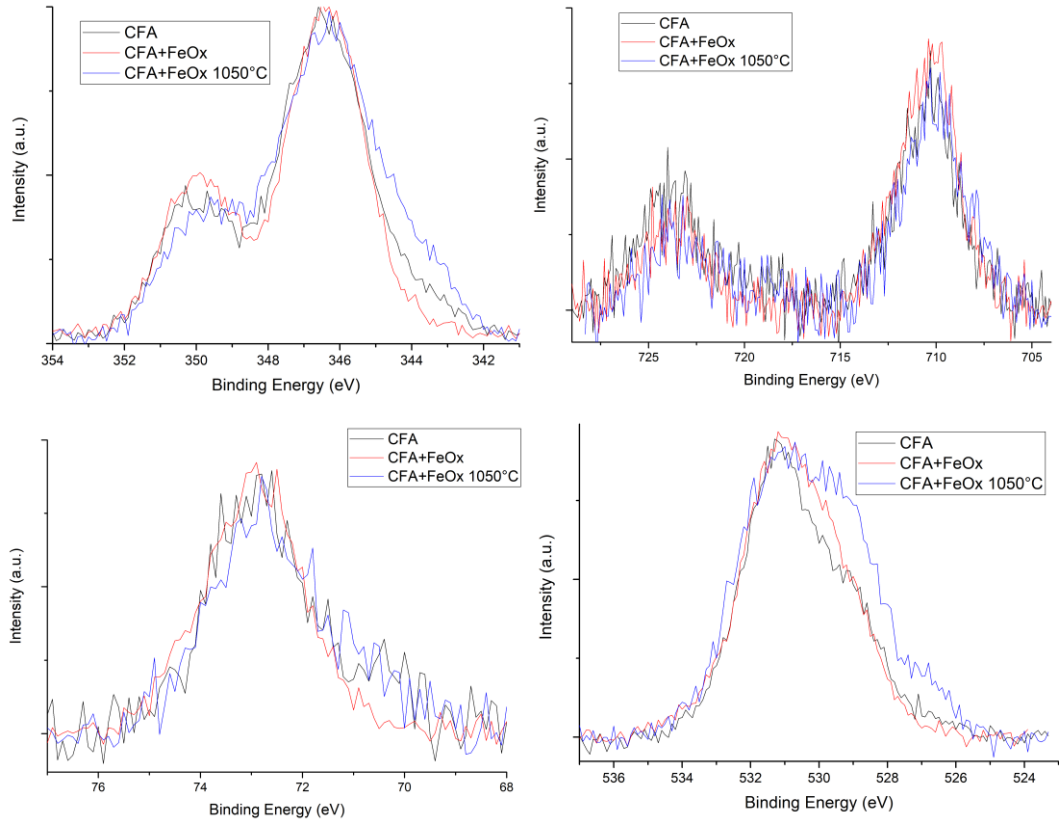 CFA
CFA+FeOx
CFA+FeOx 1050°C
Intensity (a.u.)
354 352 350 348 346 344 342
Binding Energy (eV)
CFA
CFA+FeOx
CFA+FeOx 1050°C
Intensity (a.u.)
725 720 715 710 705
Binding Energy (eV)
CFA
CFA+FeOx
CFA+FeOx 1050°C
Intensity (a.u.)
76 74 72 70 68
Binding Energy (eV)
CFA
CFA+FeOx
CFA+FeOx 1050°C
Intensity (a.u.)
536 534 532 530 528 526 524
Binding Energy (eV)